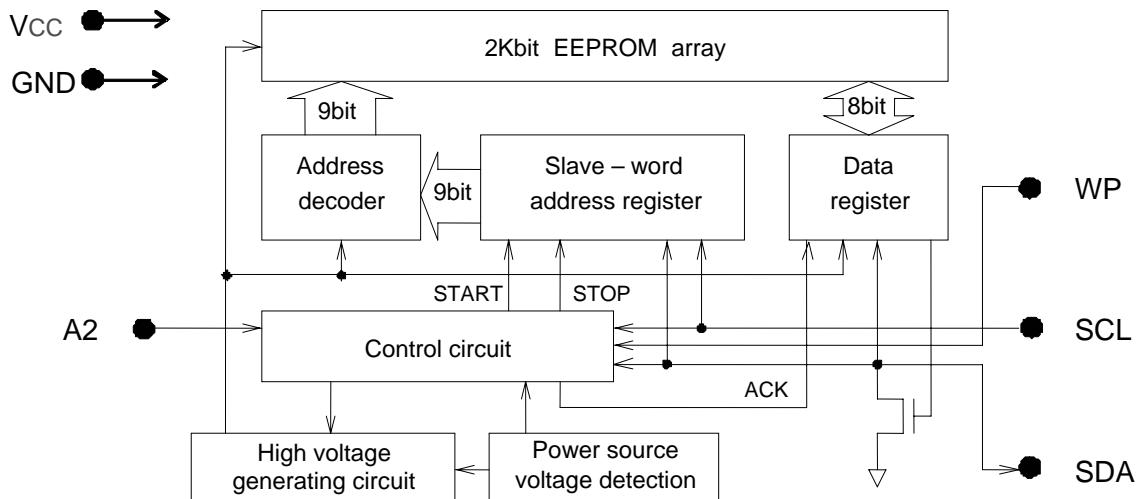 VCC
GND
2Kbit EEPROM array
9bit
8bit
Address
decoder
9bit
Slave – word
address register
Data
register
WP
START
STOP
A2
Control circuit
SCL
ACK
High voltage
generating circuit
Power source
voltage detection
SDA